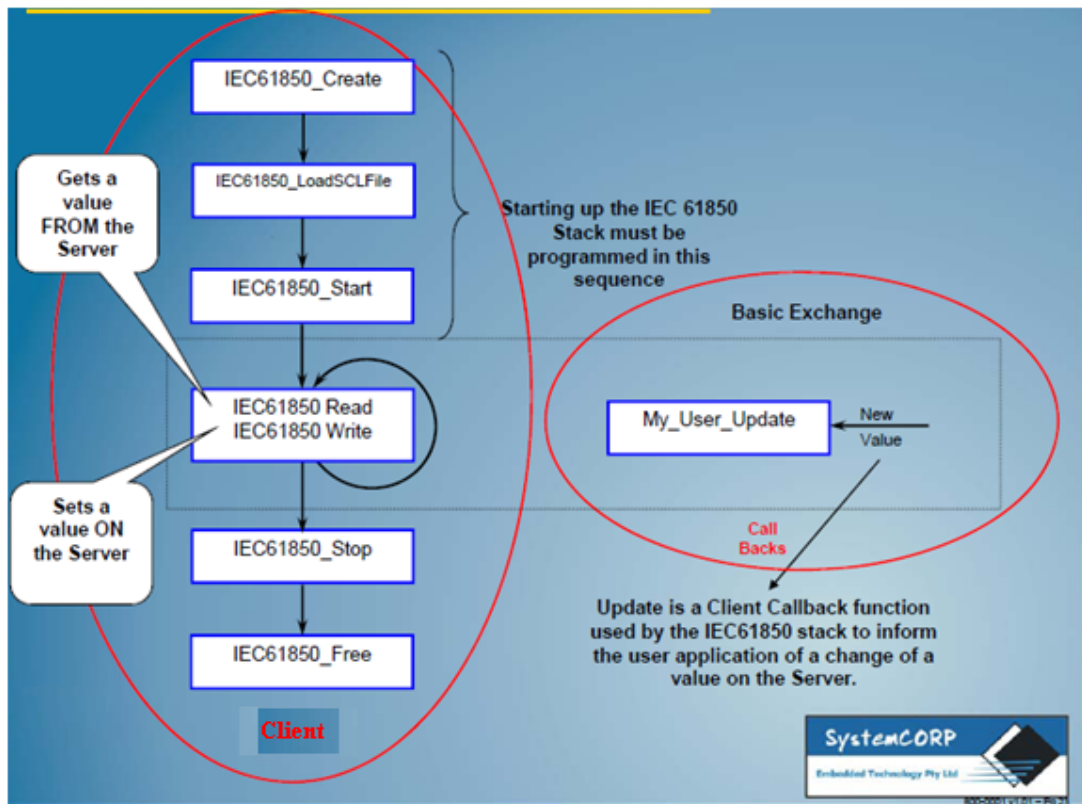 IEC61850_Create
IEC61850_LoadSCLFile
IEC61850_Start
Gets a
value
FROM the
Server
Starting up the IEC 61850
Stack must be
programmed in this
sequence
IEC61850 Read
IEC61850 Write
Sets a
value ON
the Server
IEC61850_Stop
IEC61850_Free
Client
Basic Exchange
My_User_Update
New
Value
Call
Backs
Update is a Client Callback function
used by the IEC61850 stack to inform
the user application of a change of a
value on the Server.
SystemCORP
Embedded Technology Pty Ltd